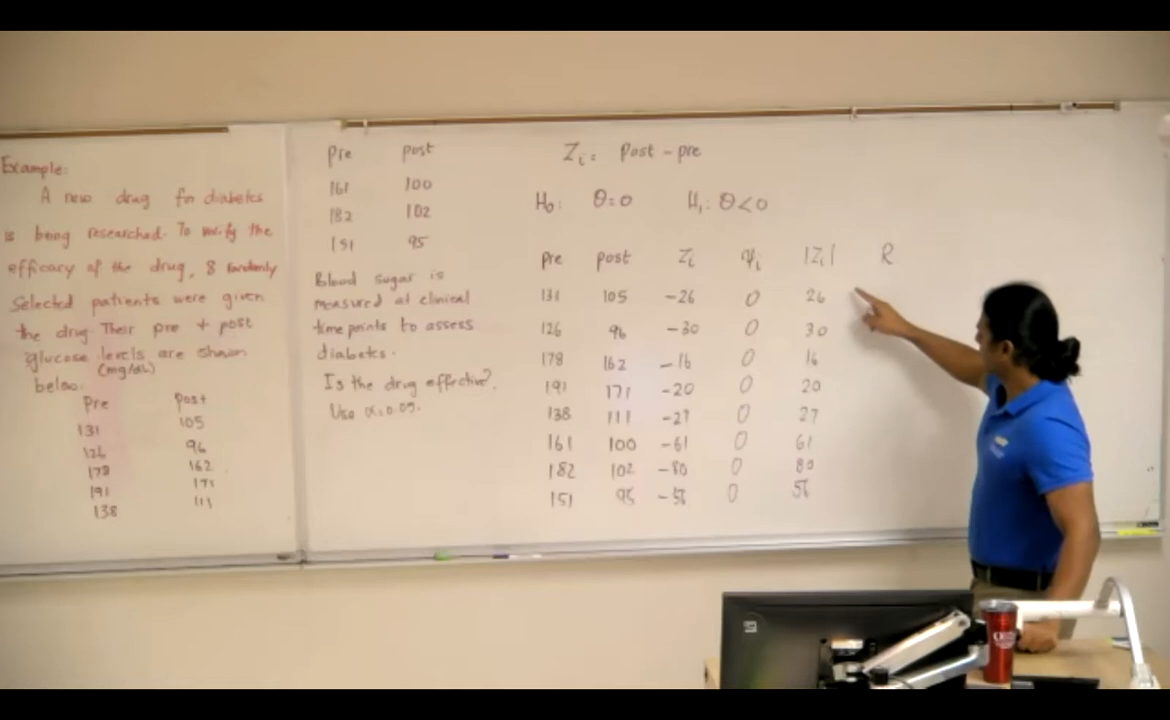 Example:
A new drug for diabetes
is being researched. To verify the
efficacy of the drug, 8 randomly
selected patients were given
the drug. Their pre + post
glucose levels are shown
(mg/dL)
below.
Pre Post
131 105
126 96
178 162
191 171
138 111
Pre post
161 100
182 102
151 95
Blood sugar is
measured at clinical
time points to assess
diabetes.
Is the drug effective?
Use α=0.05.
Zi = Post - pre
H₀: θ=0 H₁: θ<0
Pre post Zi ψi |Zi| R
131 105 -26 0 26
126 96 -30 0 30
178 162 -16 0 16
191 171 -20 0 20
138 111 -27 0 27
161 100 -61 0 61
182 102 -80 0 80
151 95 -56 0 56